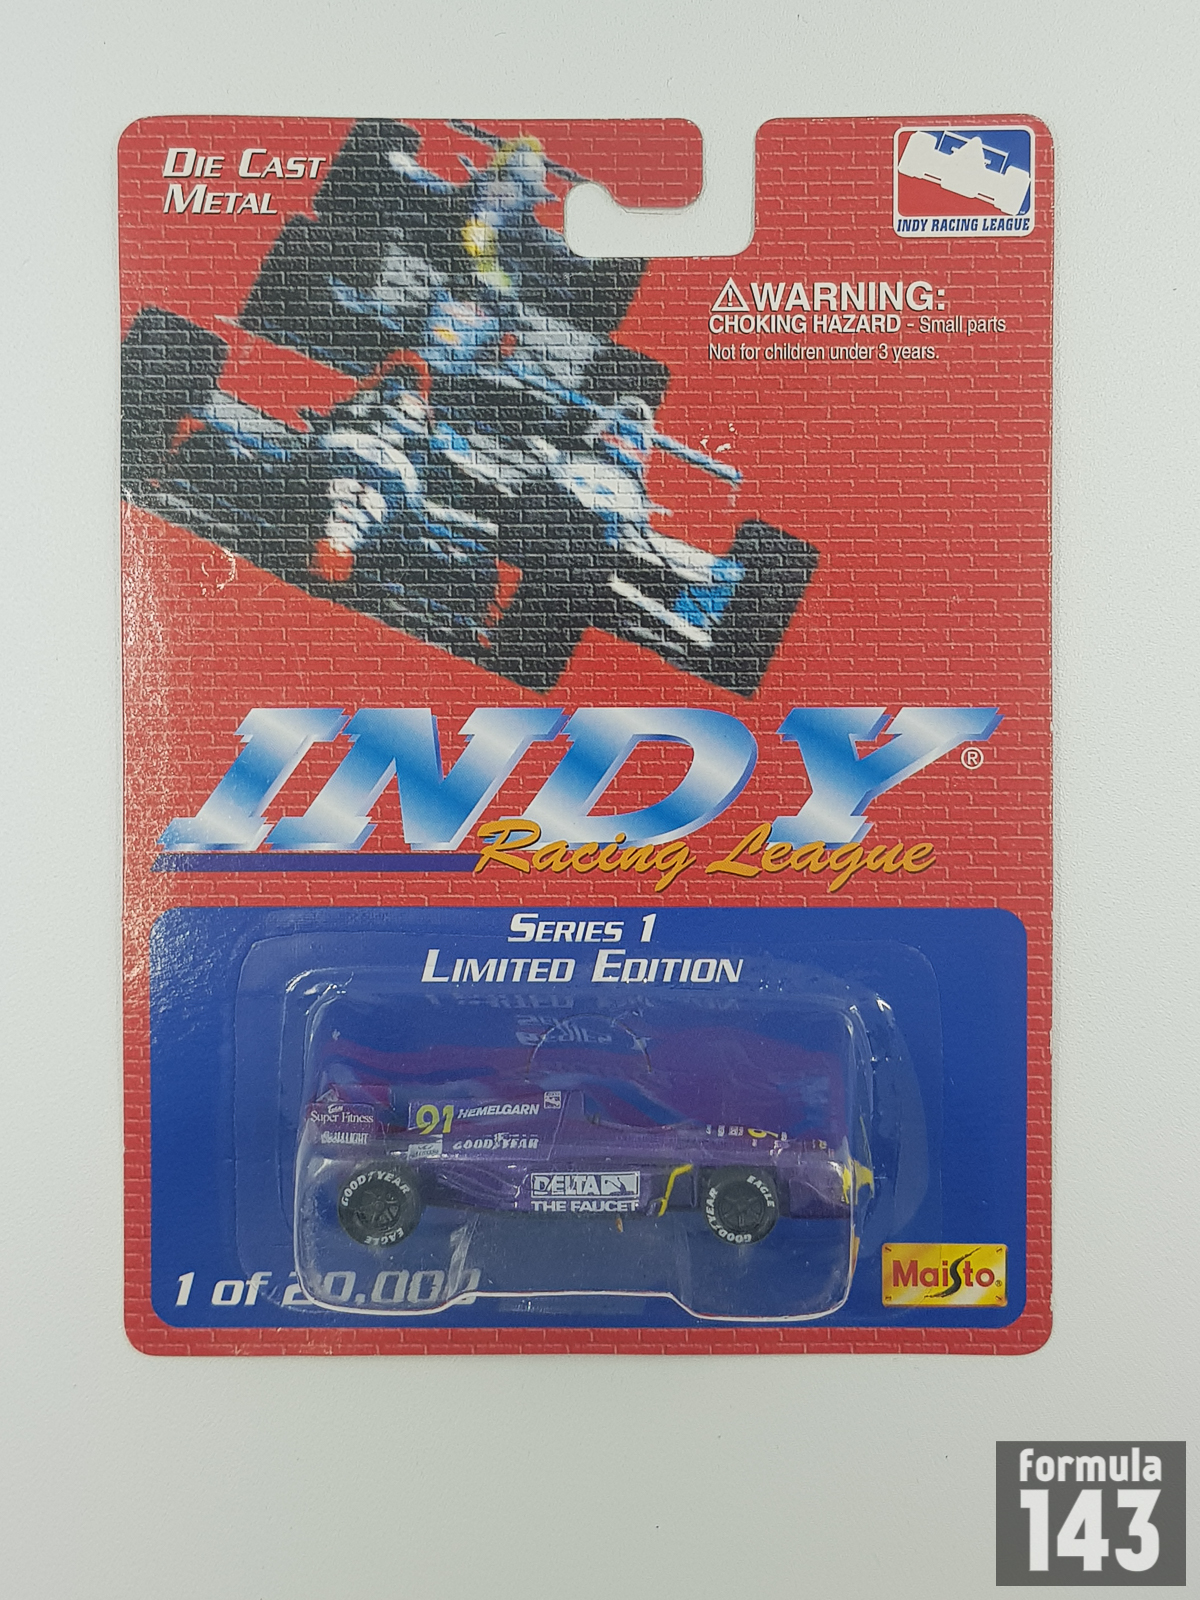 DIE CAST
METAL
INDY RACING LEAGUE
⚠WARNING:
CHOKING HAZARD - Small parts
Not for children under 3 years.
INDY®
Racing League
SERIES 1
LIMITED EDITION
Super Fitness
91 HEMELGARN
GOODYEAR
DELTA
THE FAUCET
GOODYEAR
EAGLE
GOODYEAR
EAGLE
1 of 20,000
Maisto®
formula
143